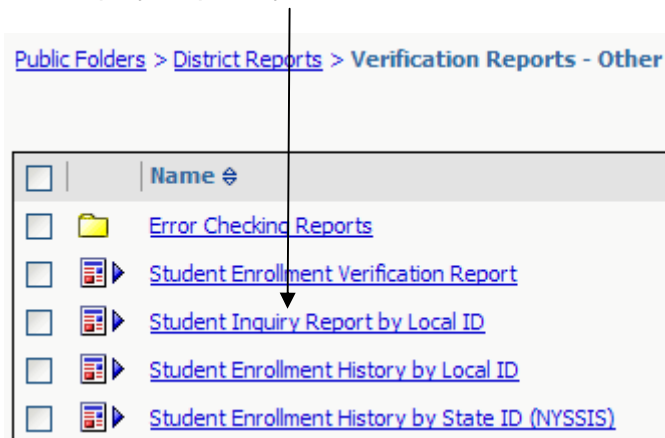 Public Folders > District Reports > Verification Reports - Other
Name
Error Checking Reports
Student Enrollment Verification Report
Student Inquiry Report by Local ID
Student Enrollment History by Local ID
Student Enrollment History by State ID (NYSSIS)